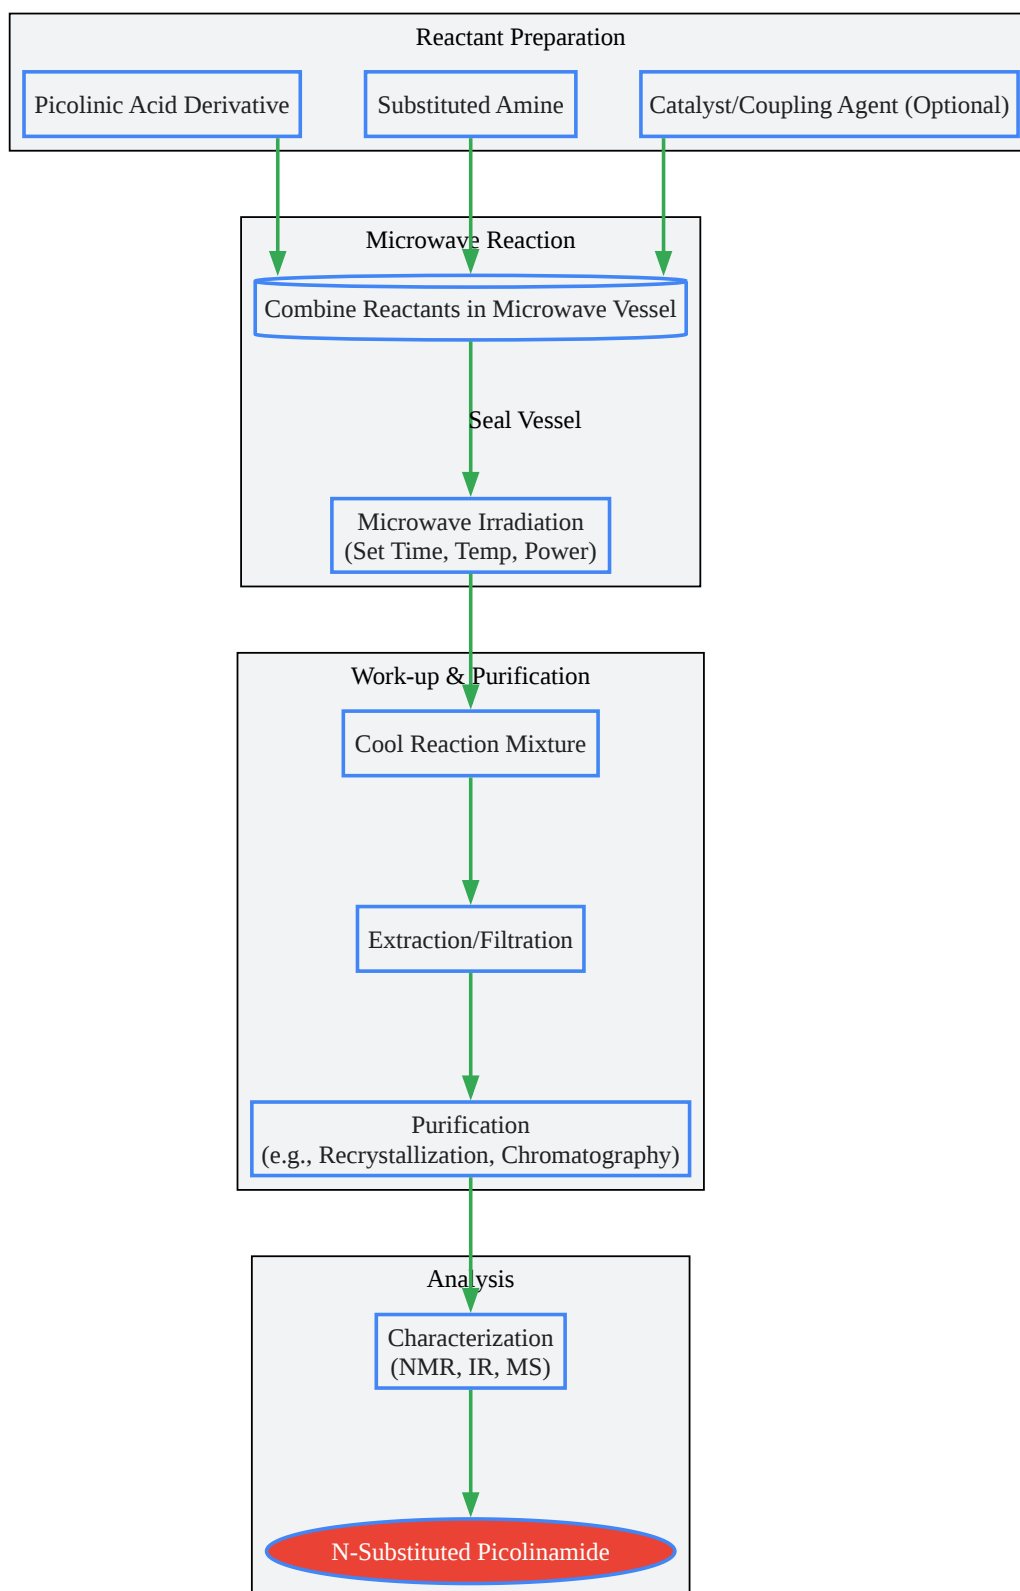 Reactant Preparation
Picolinic Acid Derivative
Substituted Amine
Catalyst/Coupling Agent (Optional)
Microwave Reaction
Combine Reactants in Microwave Vessel
Seal Vessel
Microwave Irradiation
(Set Time, Temp, Power)
Work-up & Purification
Cool Reaction Mixture
Extraction/Filtration
Purification
(e.g., Recrystallization, Chromatography)
Analysis
Characterization
(NMR, IR, MS)
N-Substituted Picolinamide